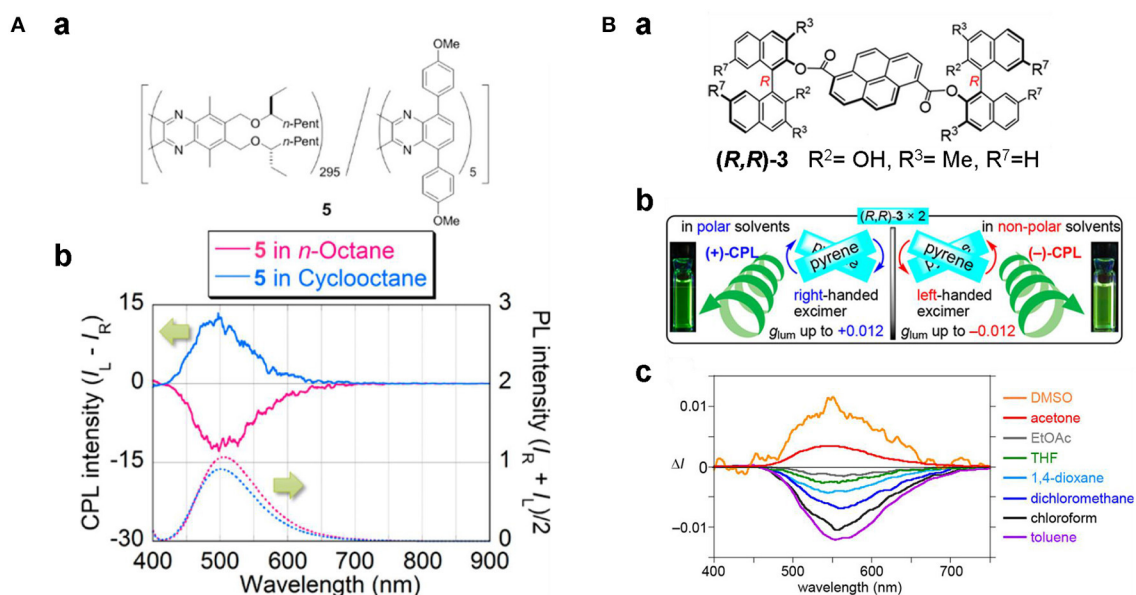 A
a
OMe
N
N
O
n-Pent
O
n-Pent
295
N
N
5
OMe
5
b
5 in n-Octane
5 in Cyclooctane
CPL intensity (IL - IR)
15
0
-15
-30
3
2
1
0
PL intensity (IR + IL)/2
400 500 600 700 800 900
Wavelength (nm)
B
a
R3
R7
O
O
R
R7
R2
R3
O
O
R3
R2
R
R7
R7
R3
(R,R)-3 R2= OH, R3= Me, R7=H
b
(R,R)-3 × 2
in polar solvents
(+)-CPL
pyrene
pyrene
right-handed
excimer
glum up to +0.012
in non-polar solvents
(–)-CPL
pyrene
pyrene
left-handed
excimer
glum up to –0.012
c
0.01
0
–0.01
ΔI
400 500 600 700
wavelength (nm)
DMSO
acetone
EtOAc
THF
1,4-dioxane
dichloromethane
chloroform
toluene